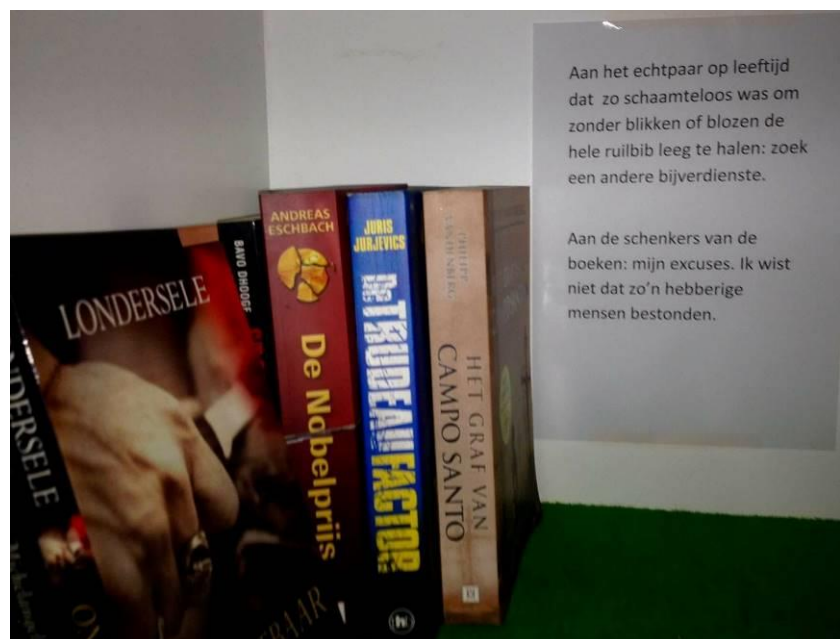 Aan het echtpaar op leeftijd
dat zo schaamteloos was om
zonder blikken of blozen de
hele ruilbib leeg te halen: zoek
een andere bijverdienste.
Aan de schenkers van de
boeken: mijn excuses. Ik wist
niet dat zo'n hebberige
mensen bestonden.
NDERSELE
LONDERSELE
BAVO DHOOGE
ANDREAS
ESCHBACH
De Nobelprijs
JURIS
JURJEVICS
DE TRUDEAU FACTOR
PHILIPP
VANDENBERG
HET GRAF VAN
CAMPO SANTO